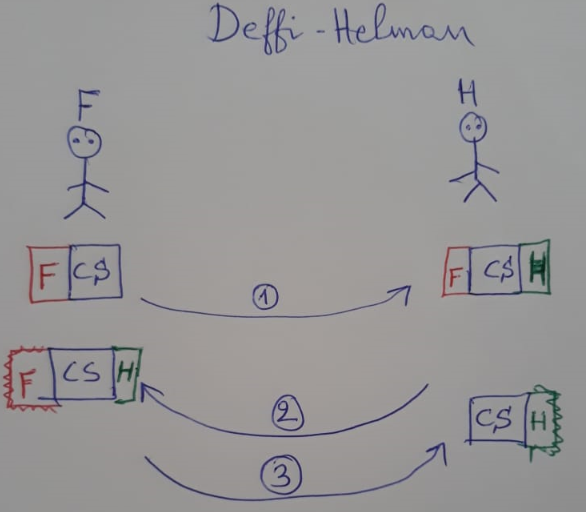 Deffi-Helman
F
H
F CS
F CS H
1
F CS H
2
CS H
3